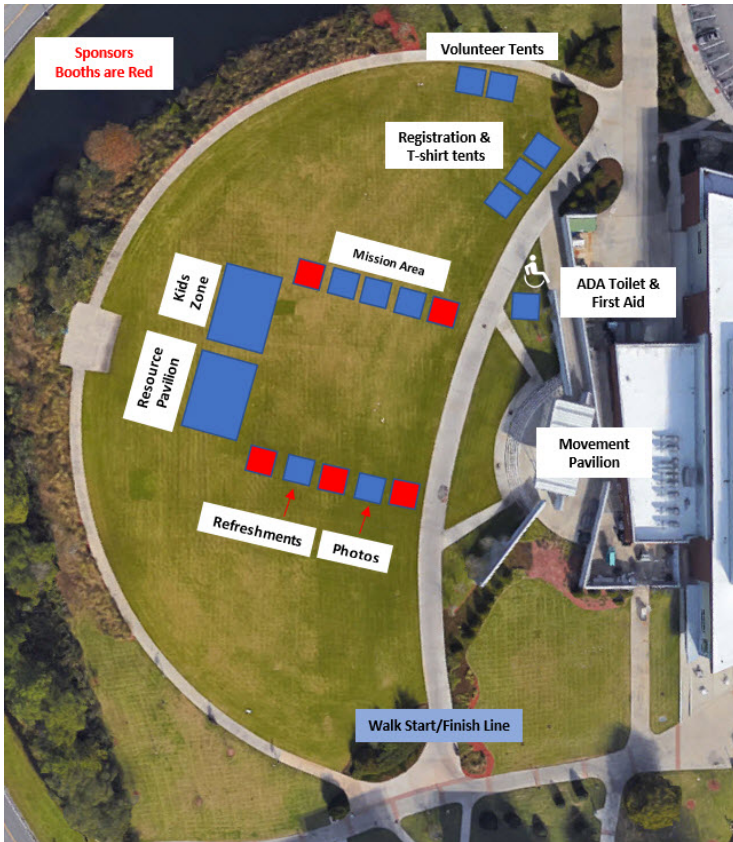 Sponsors
Booths are Red
Volunteer Tents
Registration &
T-shirt tents
Mission Area
Kids
Zone
ADA Toilet &
First Aid
Resource
Pavilion
Movement
Pavilion
Refreshments
Photos
Walk Start/Finish Line